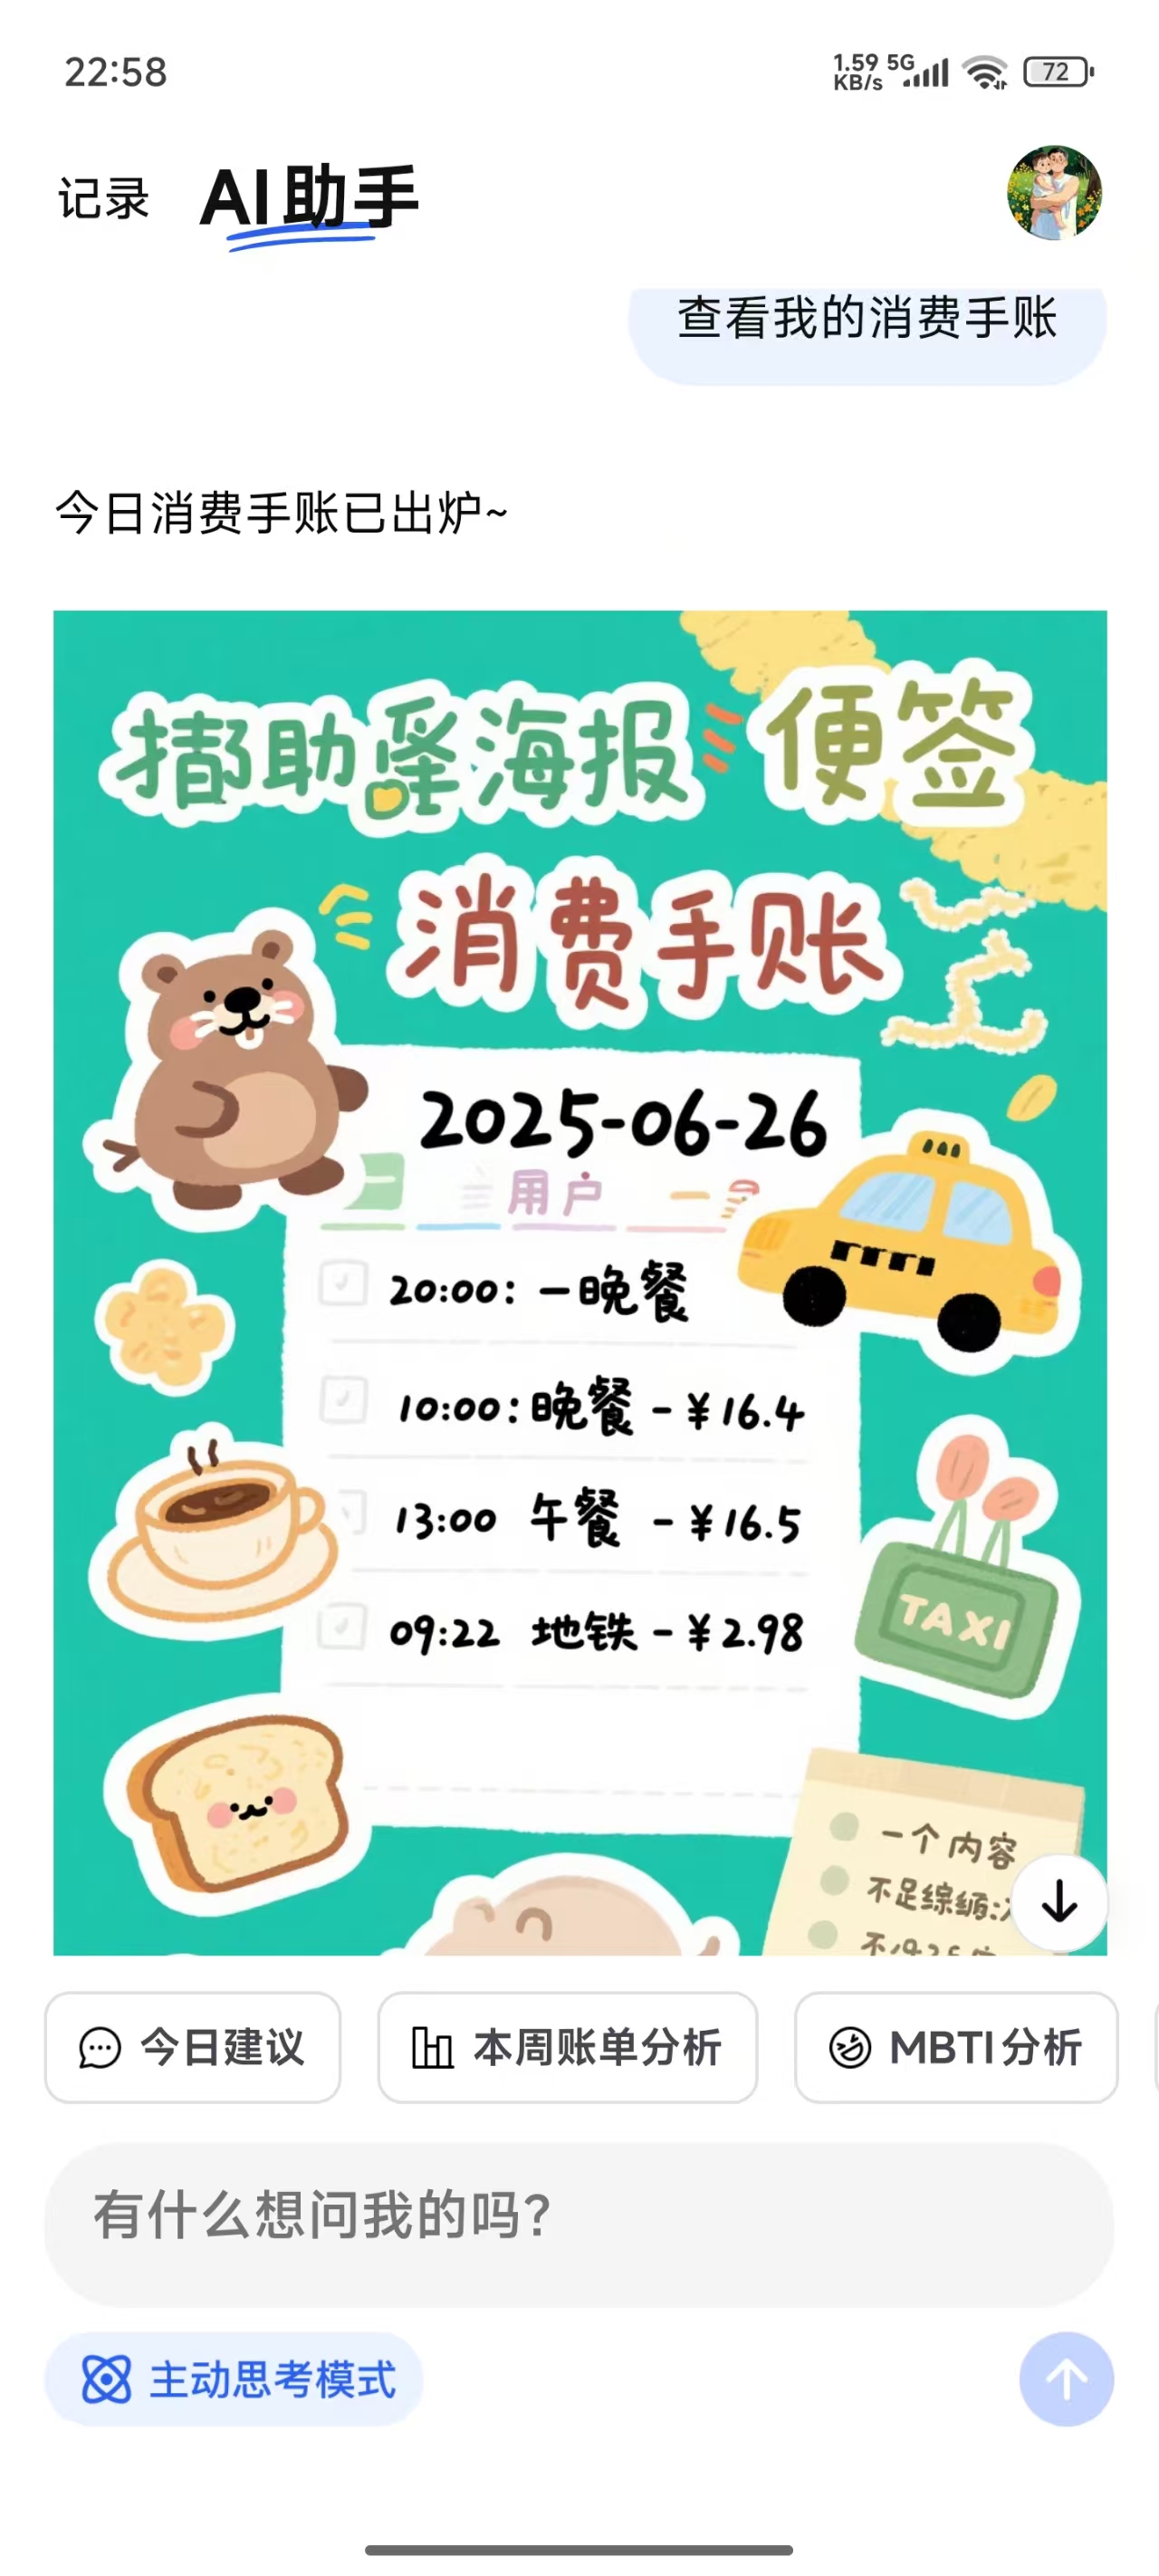 22:58
1.59 KB/s 5G 72
记录 AI助手
查看我的消费手账
今日消费手账已出炉~
助 海报 便签
消费手账
2025-06-26
用户
20:00: 一晚餐
10:00: 晚餐 - ¥16.4
13:00 午餐 - ¥16.5
09:22 地铁 - ¥2.98
TAXI
一个内容
不足综
今日建议 本周账单分析 MBTI分析
有什么想问我的吗?
主动思考模式